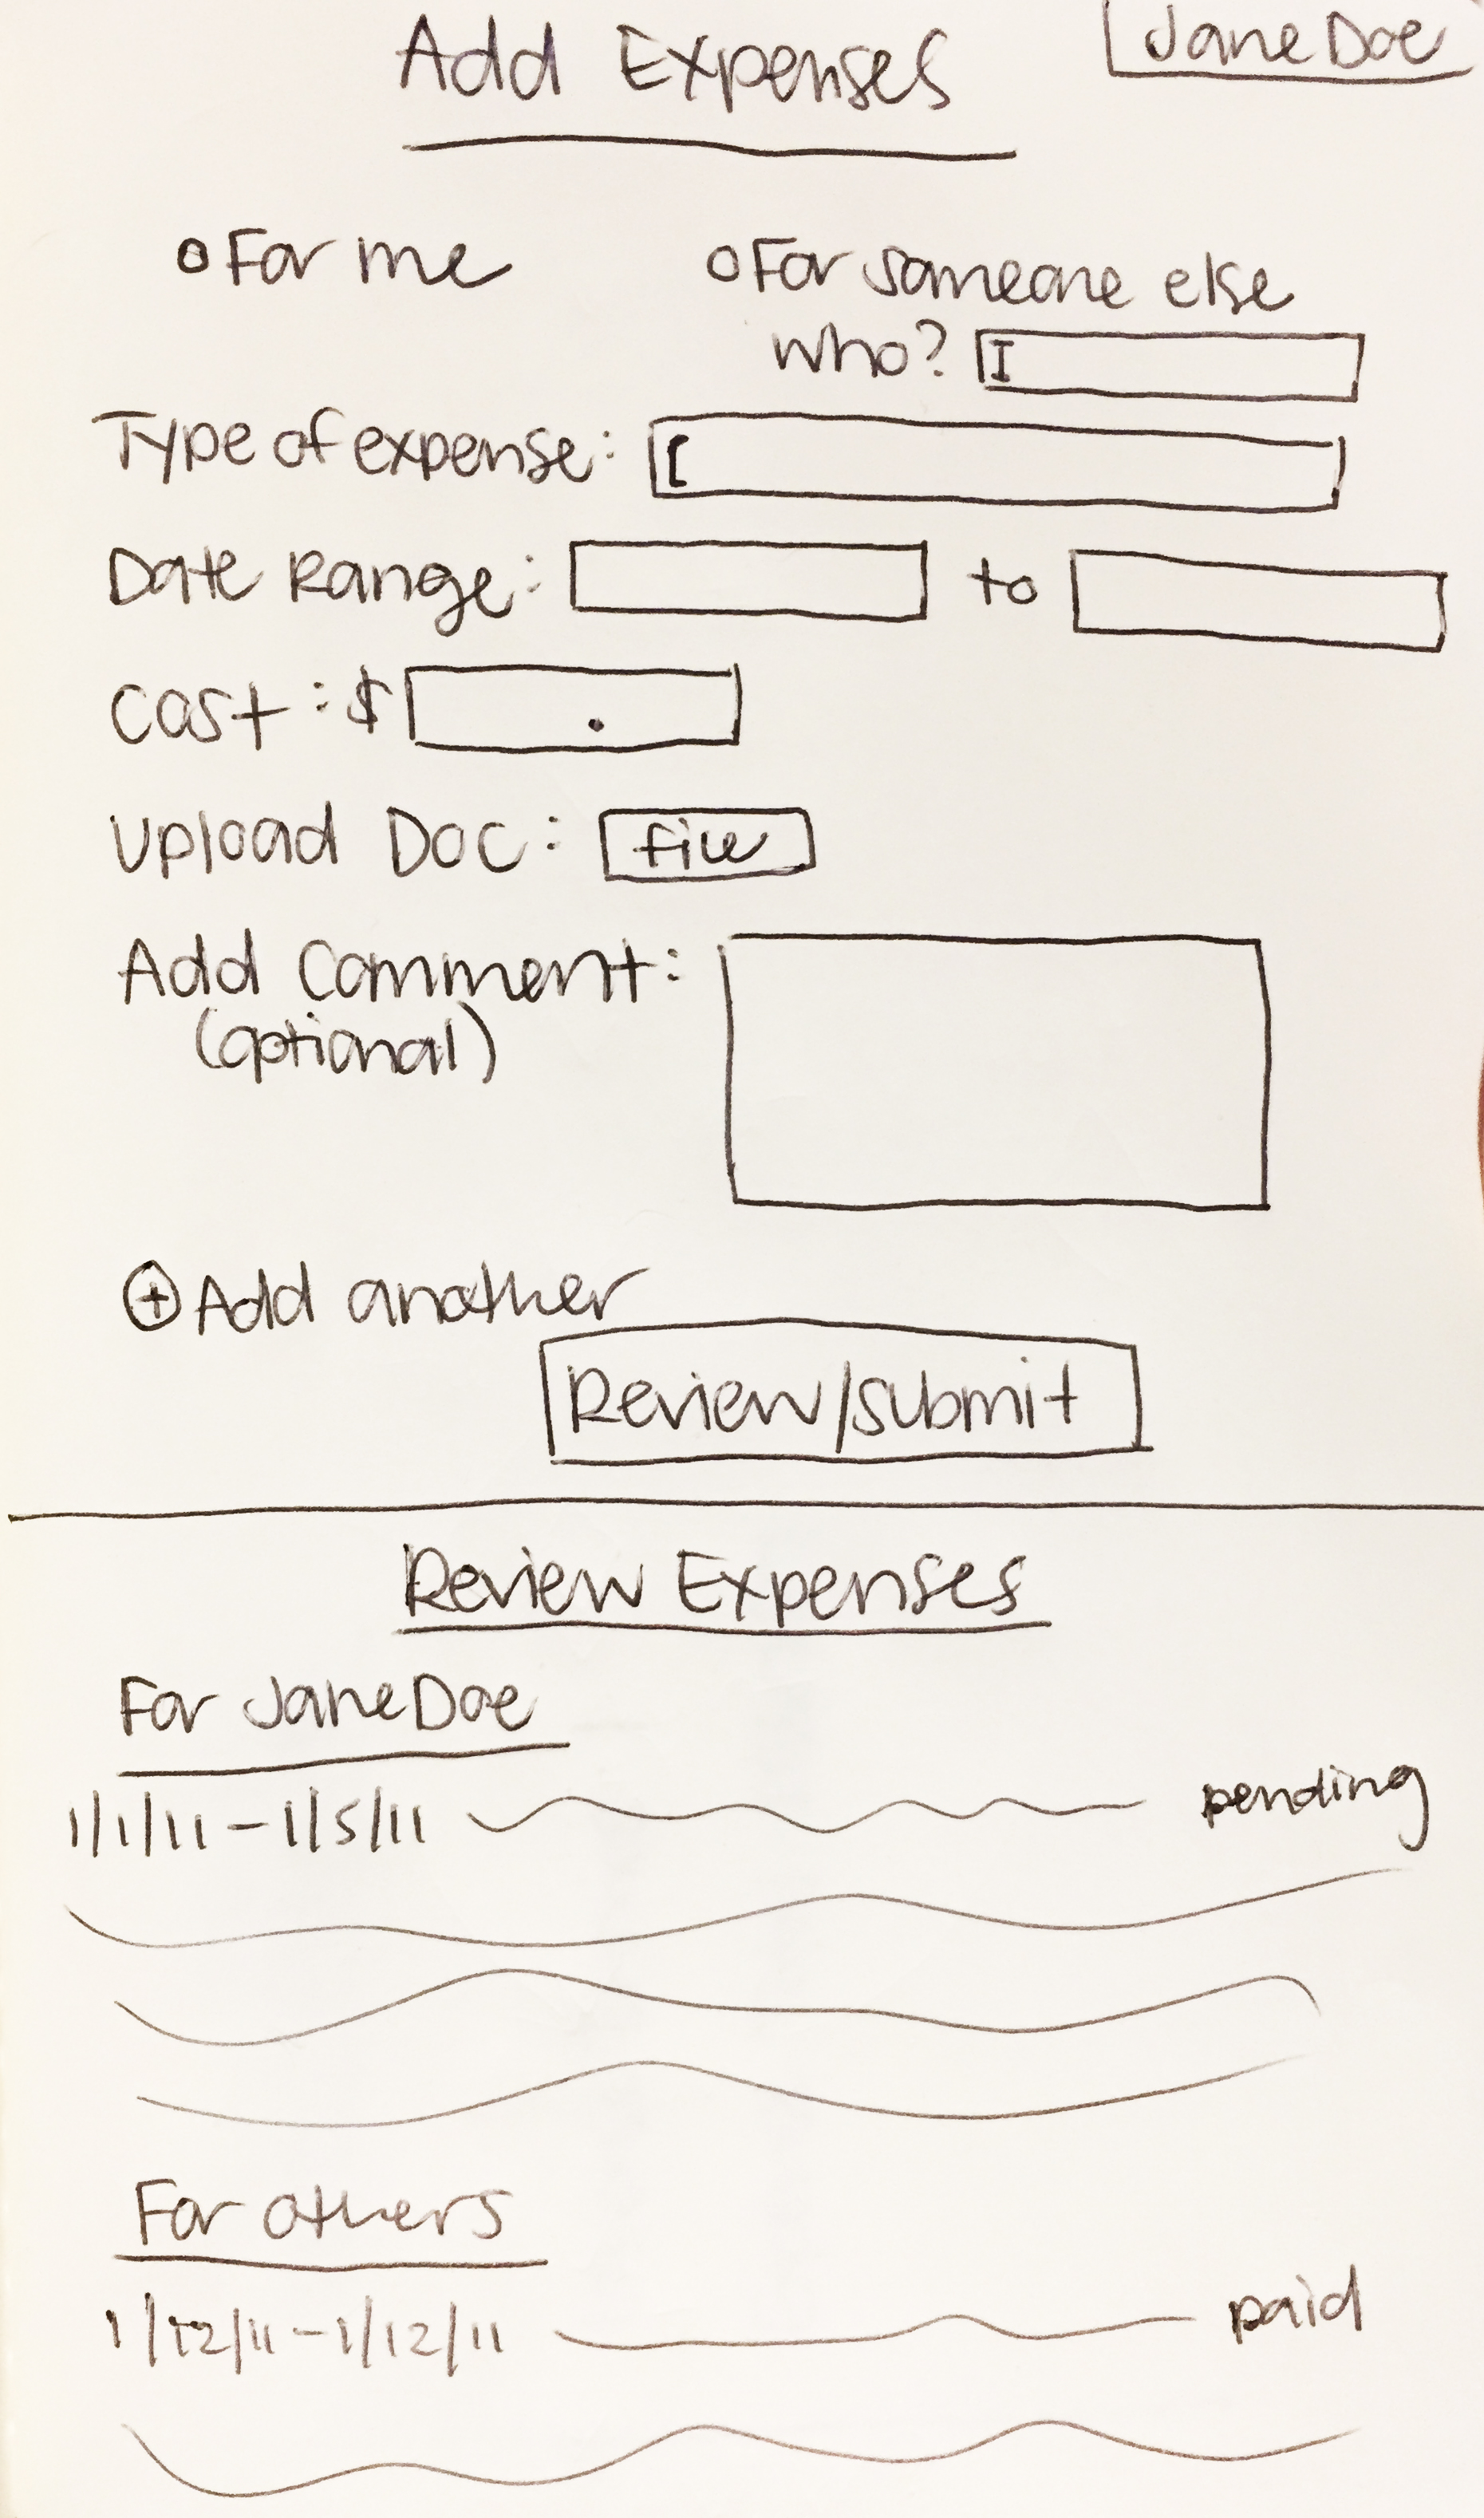 Add Expenses
Jane Doe
For me
For someone else
who?
Type of expense:
Date Range:
to
Cost: $ .
Upload Doc: file
Add Comment:
(optional)
+ Add another
Review/submit
Review Expenses
For Jane Doe
1/1/11 - 1/5/11 pending
For others
1/12/11 - 1/12/11 paid